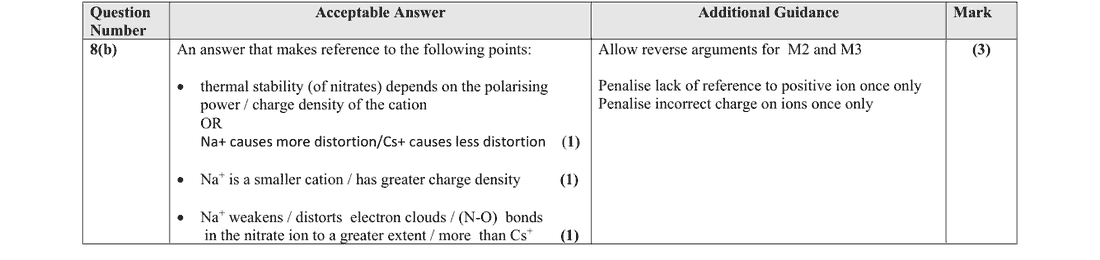 Question Number
Acceptable Answer
Additional Guidance
Mark
8(b)
An answer that makes reference to the following points:
• thermal stability (of nitrates) depends on the polarising
power / charge density of the cation
OR
Na+ causes more distortion/Cs+ causes less distortion (1)
• Na⁺ is a smaller cation / has greater charge density (1)
• Na⁺ weakens / distorts electron clouds / (N-O) bonds
in the nitrate ion to a greater extent / more than Cs⁺ (1)
Allow reverse arguments for M2 and M3
Penalise lack of reference to positive ion once only
Penalise incorrect charge on ions once only
(3)